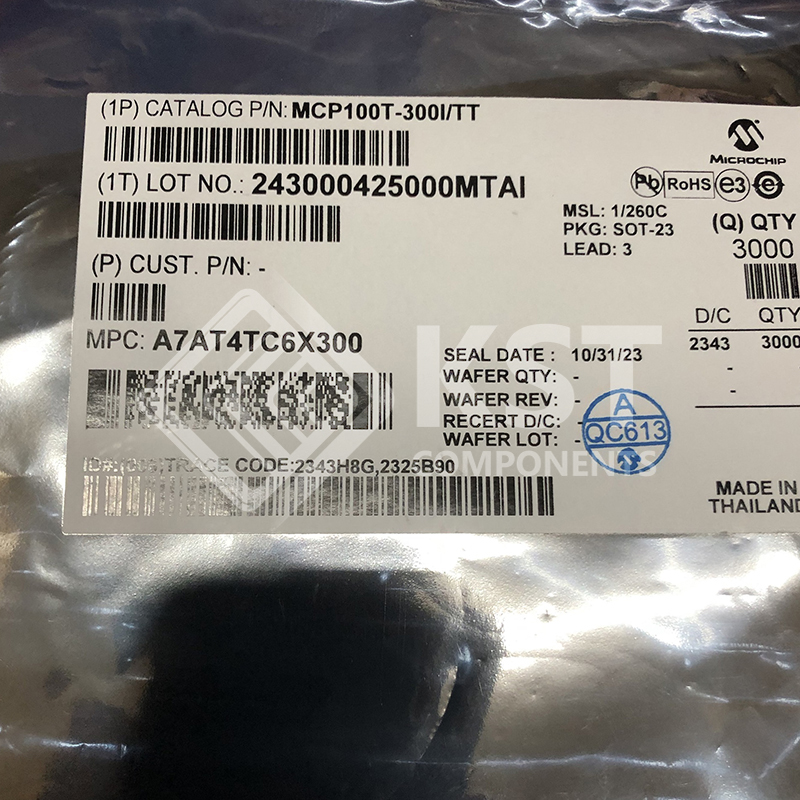 (1P) CATALOG P/N: MCP100T-300I/TT
MICROCHIP
(1T) LOT NO.: 243000425000MTAI
Pb RoHS e3 e
MSL: 1/260C
PKG: SOT-23
LEAD: 3
(Q) QTY
3000
(P) CUST. P/N: -
MPC: A7AT4TC6X300
D/C QTY
2343 3000
-
-
SEAL DATE : 10/31/23
WAFER QTY: -
WAFER REV: -
RECERT D/C: -
WAFER LOT: -
A
QC613
KST
COMPONENTS
TRACE CODE:2343H8G,2325B90
MADE IN
THAILAND